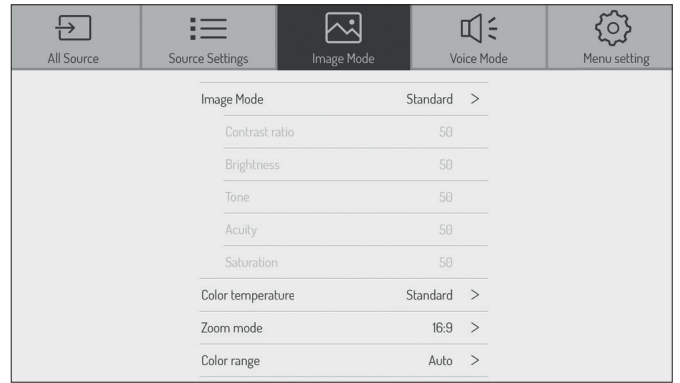 All Source
Source Settings
Image Mode
Voice Mode
Menu setting
Image Mode Standard >
Contrast ratio 50
Brightness 50
Tone 50
Acuity 50
Saturation 50
Color temperature Standard >
Zoom mode 16:9 >
Color range Auto >